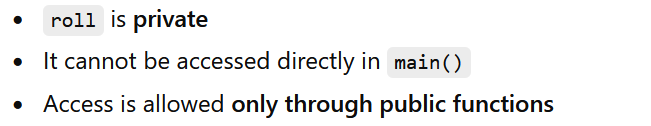 • roll is private
• It cannot be accessed directly in main()
• Access is allowed only through public functions